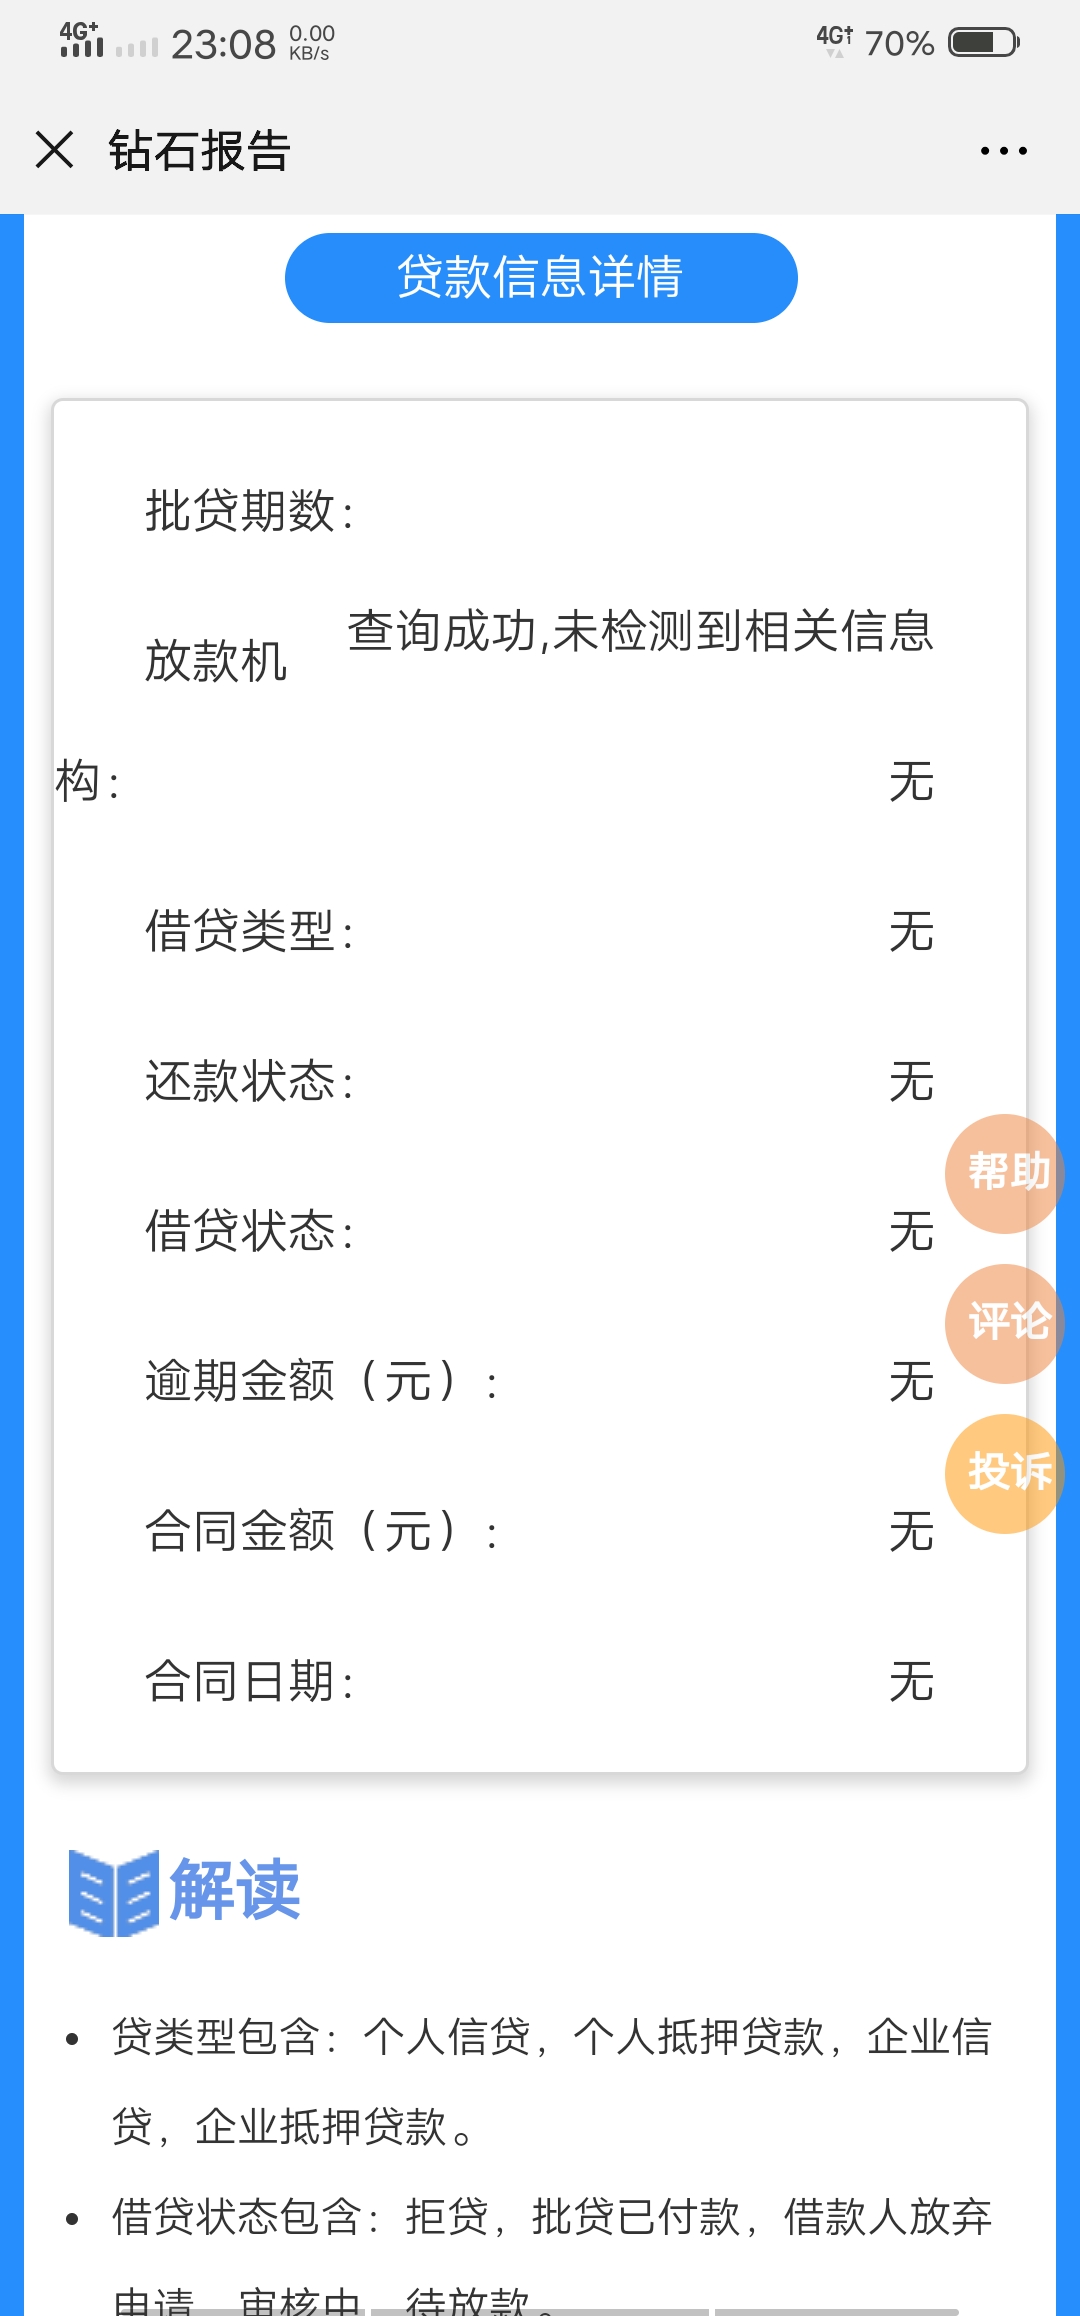 4G+ 23:08 0.00 KB/s 4G 70%
钻石报告
贷款信息详情
批贷期数：
查询成功,未检测到相关信息
放款机
构： 无
借贷类型： 无
还款状态： 无
借贷状态： 无
逾期金额（元）： 无
合同金额（元）： 无
合同日期： 无
帮助
评论
投诉
解读
• 贷类型包含：个人信贷，个人抵押贷款，企业信
贷，企业抵押贷款。
• 借贷状态包含：拒贷，批贷已付款，借款人放弃
申请，审核中，待放款。